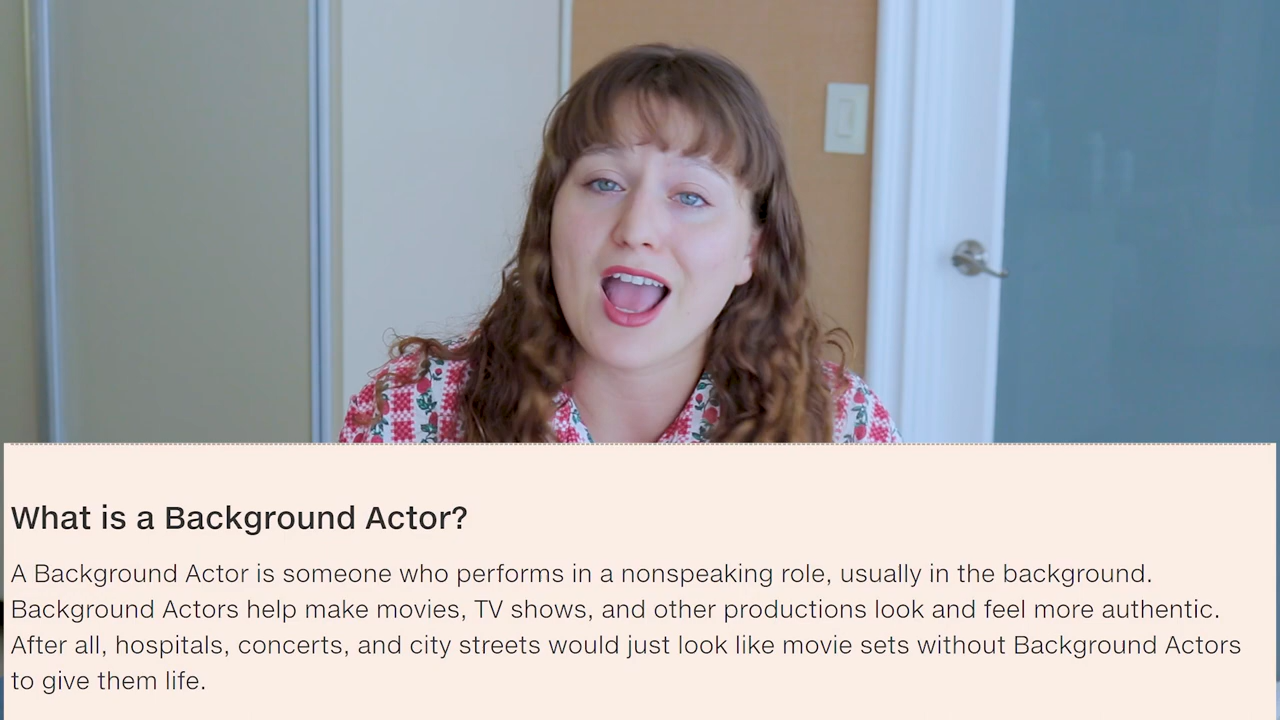 What is a Background Actor?
A Background Actor is someone who performs in a nonspeaking role, usually in the background.
Background Actors help make movies, TV shows, and other productions look and feel more authentic.
After all, hospitals, concerts, and city streets would just look like movie sets without Background Actors
to give them life.